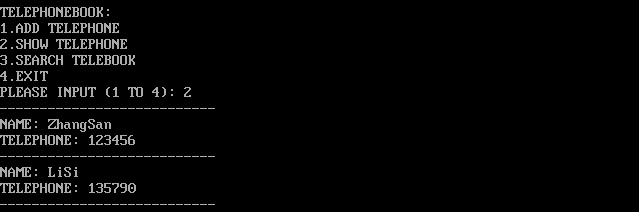 TELEPHONEBOOK:
1.ADD TELEPHONE
2.SHOW TELEPHONE
3.SEARCH TELEBOOK
4.EXIT
PLEASE INPUT (1 TO 4): 2
---------------------------
NAME: ZhangSan
TELEPHONE: 123456
---------------------------
NAME: LiSi
TELEPHONE: 135790
---------------------------